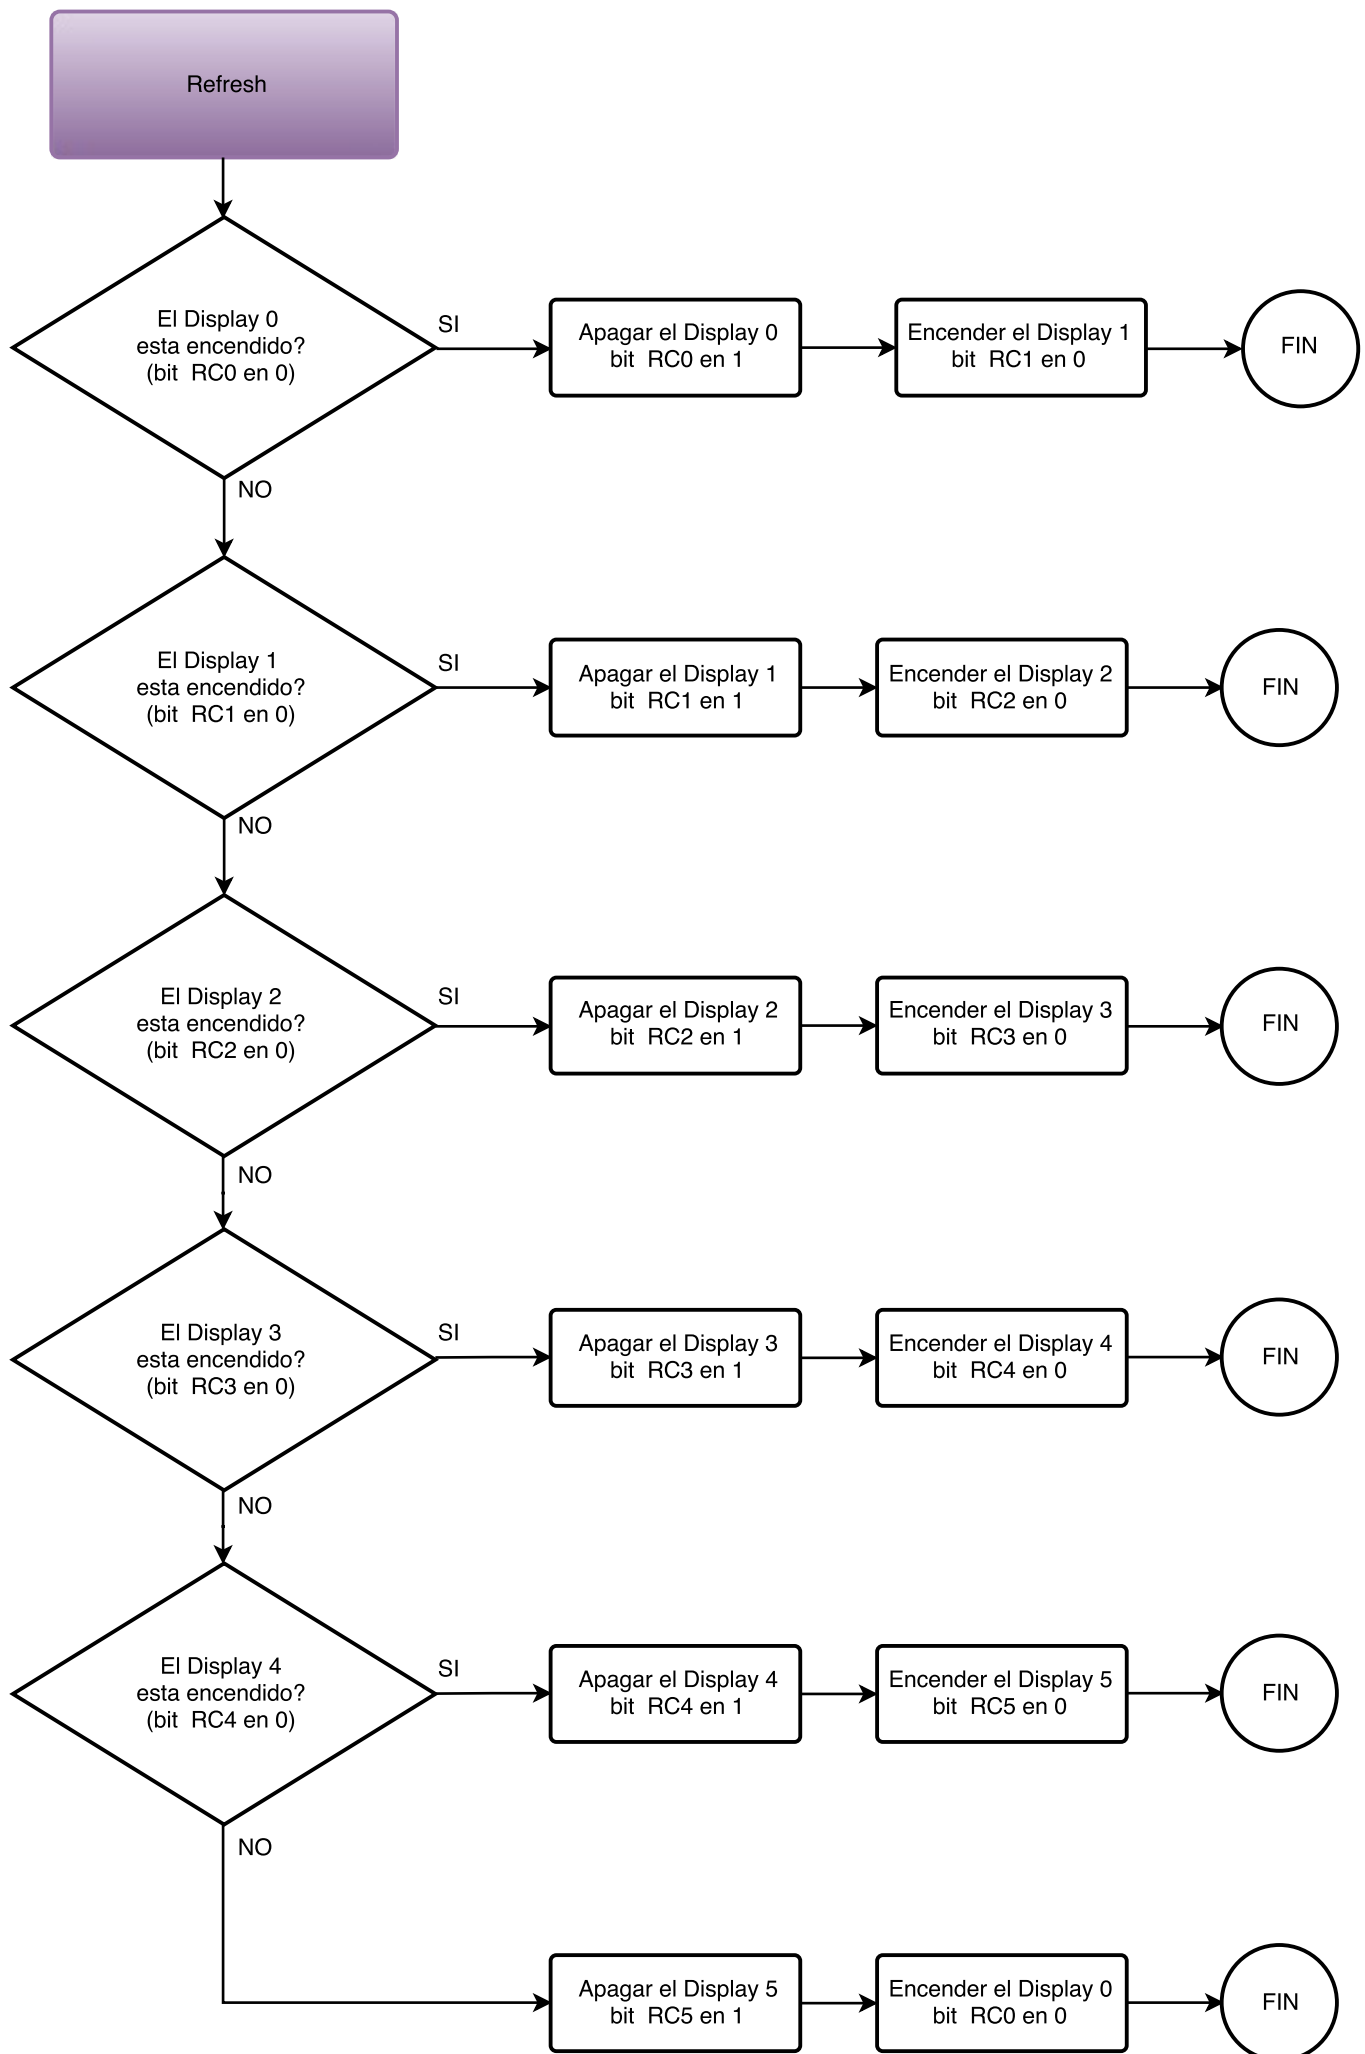 Refresh
El Display 0
esta encendido?
(bit RC0 en 0)
SI
Apagar el Display 0
bit RC0 en 1
Encender el Display 1
bit RC1 en 0
FIN
NO
El Display 1
esta encendido?
(bit RC1 en 0)
SI
Apagar el Display 1
bit RC1 en 1
Encender el Display 2
bit RC2 en 0
FIN
NO
El Display 2
esta encendido?
(bit RC2 en 0)
SI
Apagar el Display 2
bit RC2 en 1
Encender el Display 3
bit RC3 en 0
FIN
NO
El Display 3
esta encendido?
(bit RC3 en 0)
SI
Apagar el Display 3
bit RC3 en 1
Encender el Display 4
bit RC4 en 0
FIN
NO
El Display 4
esta encendido?
(bit RC4 en 0)
SI
Apagar el Display 4
bit RC4 en 1
Encender el Display 5
bit RC5 en 0
FIN
NO
Apagar el Display 5
bit RC5 en 1
Encender el Display 0
bit RC0 en 0
FIN